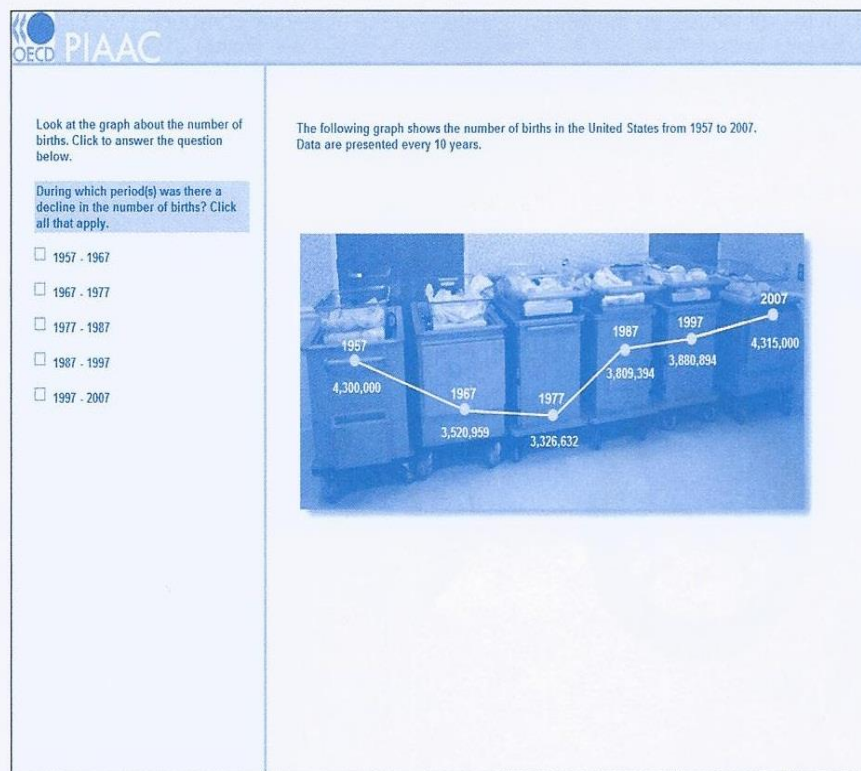 OECD PIAAC
Look at the graph about the number of
births. Click to answer the question
below.
During which period(s) was there a
decline in the number of births? Click
all that apply.
1957 - 1967
1967 - 1977
1977 - 1987
1987 - 1997
1997 - 2007
The following graph shows the number of births in the United States from 1957 to 2007.
Data are presented every 10 years.
1957
4,300,000
1967
3,520,959
1977
3,326,632
1987
3,809,394
1997
3,880,894
2007
4,315,000